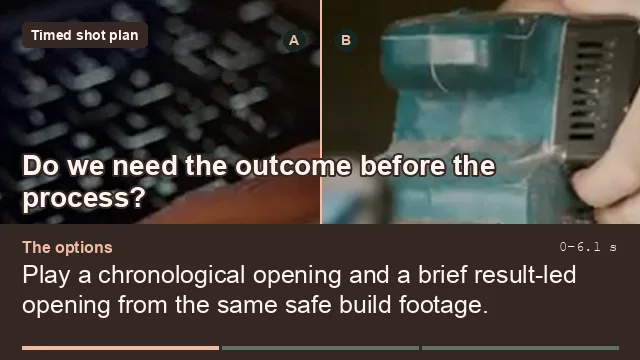 Timed shot plan
A
B
Do we need the outcome before the
process?
The options
0–6.1 s
Play a chronological opening and a brief result-led
opening from the same safe build footage.